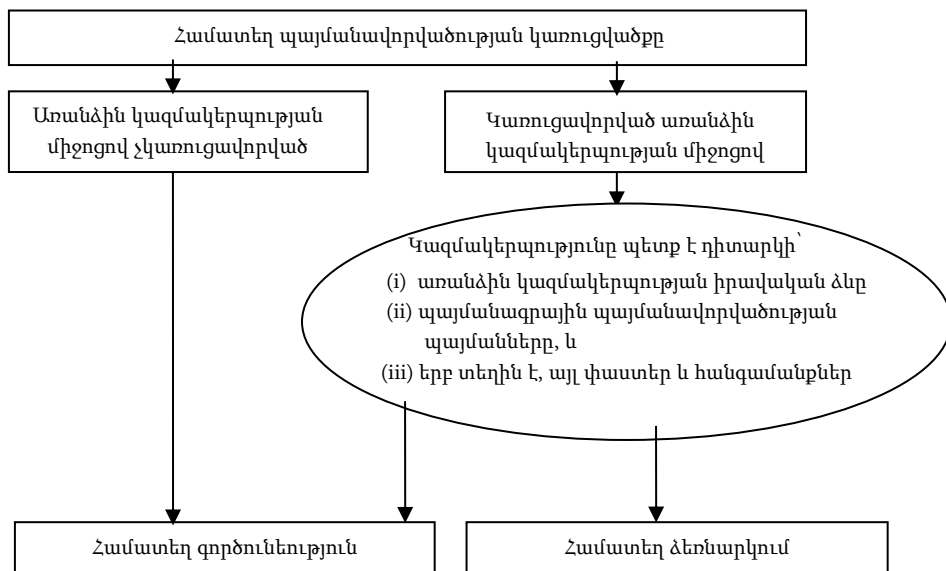 Համատեղ պայմանավորվածության կառուցվածքը
Առանձին կազմակերպության
միջոցով չկառուցավորված
Կառուցավորված առանձին
կազմակերպության միջոցով
Կազմակերպությունը պետք է դիտարկի՝
(i) առանձին կազմակերպության իրավական ձևը
(ii) պայմանագրային պայմանավորվածության
պայմանները, և
(iii) երբ տեղին է, այլ փաստեր և հանգամանքներ
Համատեղ գործունեություն
Համատեղ ձեռնարկում